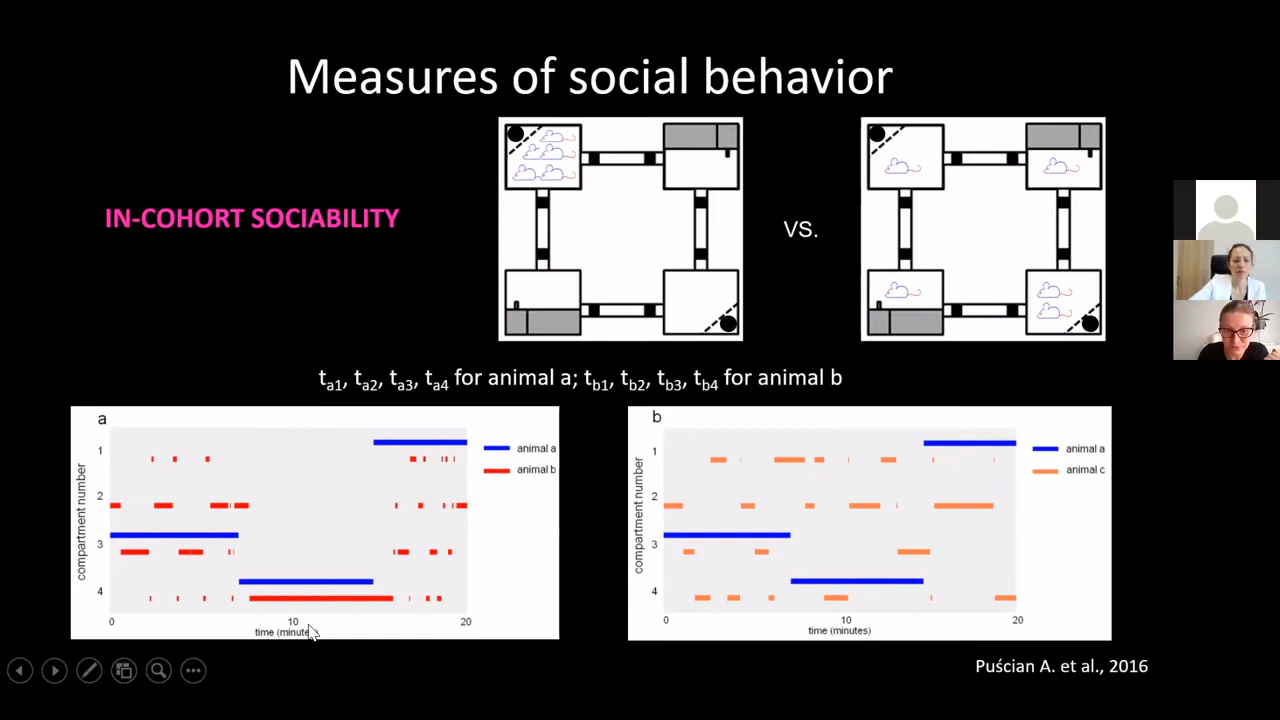 Measures of social behavior
IN-COHORT SOCIABILITY
VS.
ta1, ta2, ta3, ta4 for animal a; tb1, tb2, tb3, tb4 for animal b
a
compartment number
1
2
3
4
0
10
20
time (minutes
animal a
animal b
b
compartment number
1
2
3
4
0
10
20
time (minutes)
animal a
animal c
Puścian A. et al., 2016